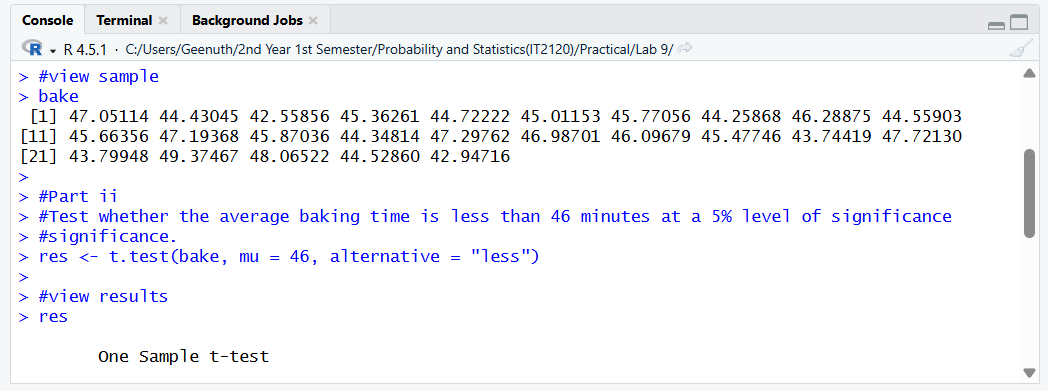 Console Terminal Background Jobs
R R 4.5.1 · C:/Users/Geenuth/2nd Year 1st Semester/Probability and Statistics(IT2120)/Practical/Lab 9/
> #view sample
> bake
 [1] 47.05114 44.43045 42.55856 45.36261 44.72222 45.01153 45.77056 44.25868 46.28875 44.55903
[11] 45.66356 47.19368 45.87036 44.34814 47.29762 46.98701 46.09679 45.47746 43.74419 47.72130
[21] 43.79948 49.37467 48.06522 44.52860 42.94716
>
> #Part ii
> #Test whether the average baking time is less than 46 minutes at a 5% level of significance
> #significance.
> res <- t.test(bake, mu = 46, alternative = "less")
>
> #view results
> res
        One Sample t-test